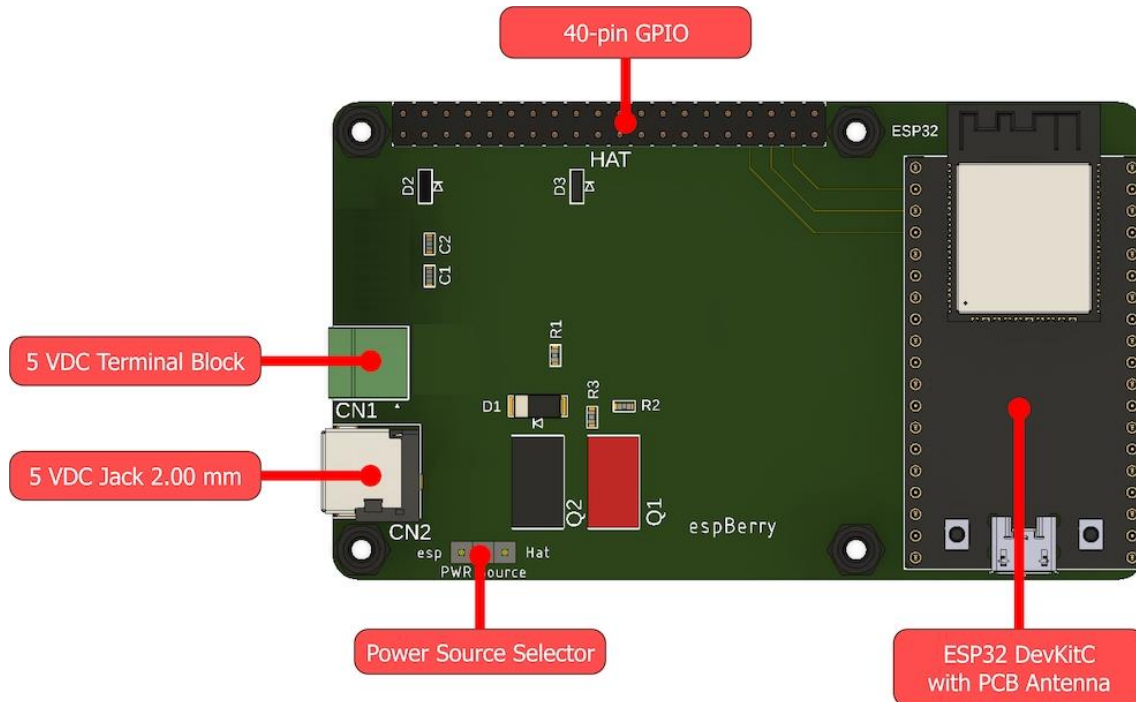 40-pin GPIO
ESP32
HAT
D2
D3
C2
C1
R1
5 VDC Terminal Block
CN1
D1
R3
R2
5 VDC Jack 2.00 mm
CN2
Q2
Q1
espBerry
esp
Hat
PWR Source
Power Source Selector
ESP32 DevKitC
with PCB Antenna